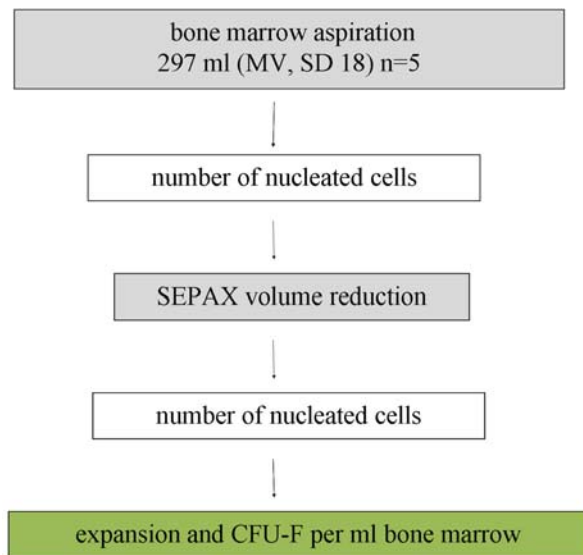 bone marrow aspiration
297 ml (MV, SD 18) n=5
number of nucleated cells
SEPAX volume reduction
number of nucleated cells
expansion and CFU-F per ml bone marrow